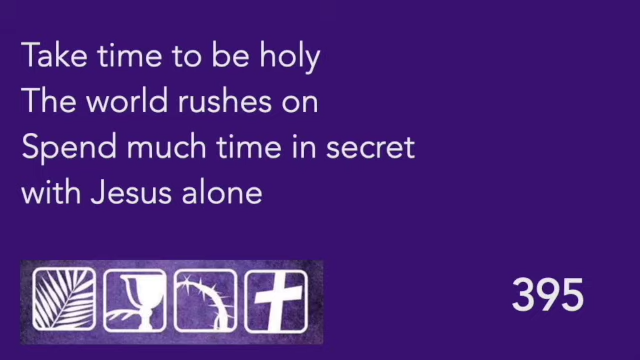 Take time to be holy
The world rushes on
Spend much time in secret
with Jesus alone
395